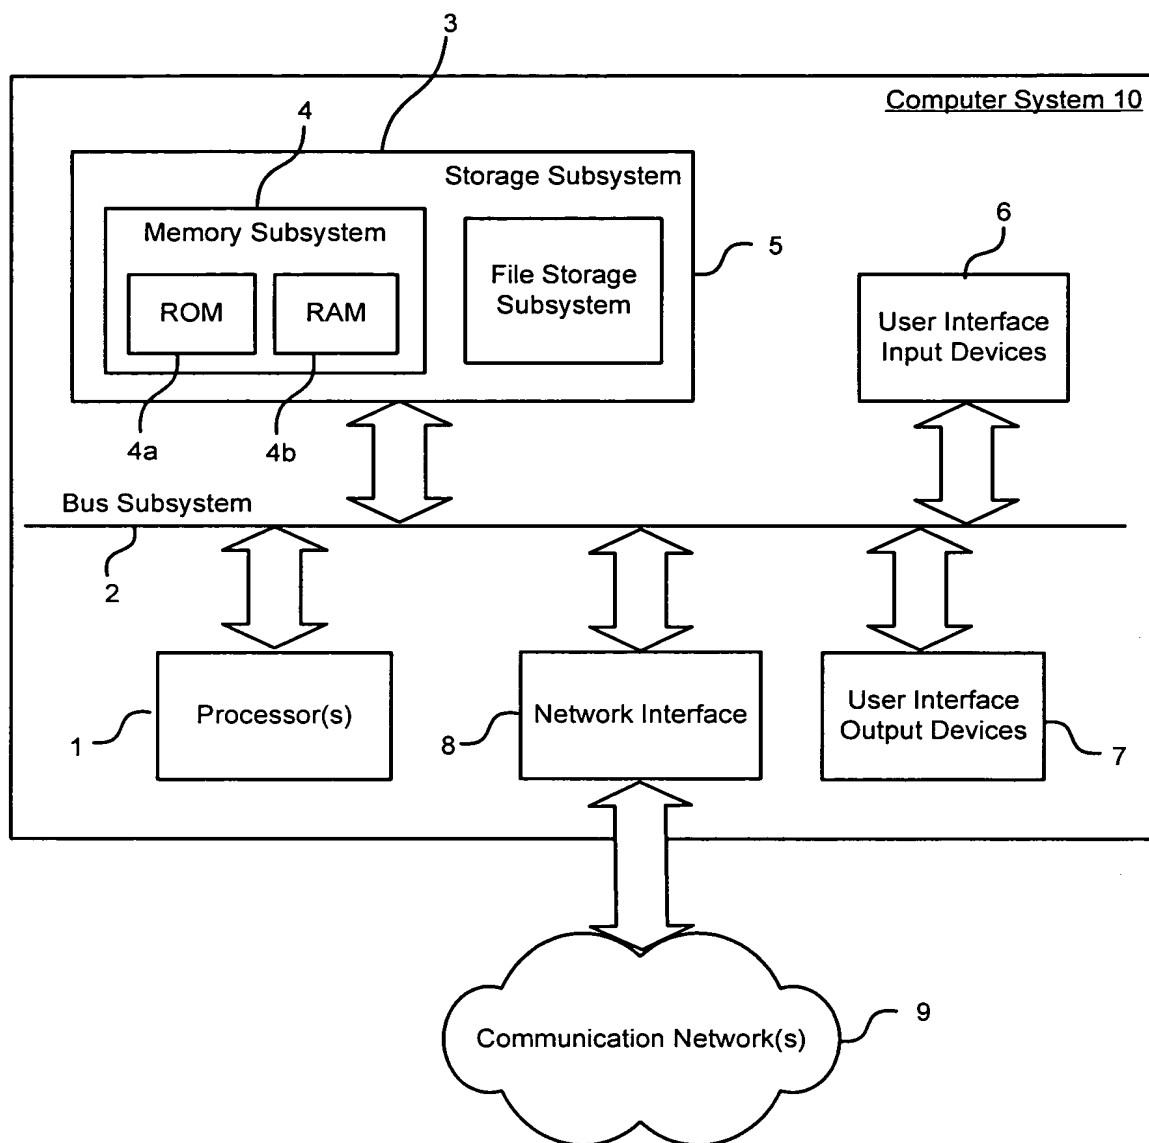 3
Computer System 10
4
Storage Subsystem
Memory Subsystem
ROM
RAM
File Storage
Subsystem
5
6
User Interface
Input Devices
4a
4b
Bus Subsystem
2
Processor(s)
1
Network Interface
8
User Interface
Output Devices
7
Communication Network(s)
9